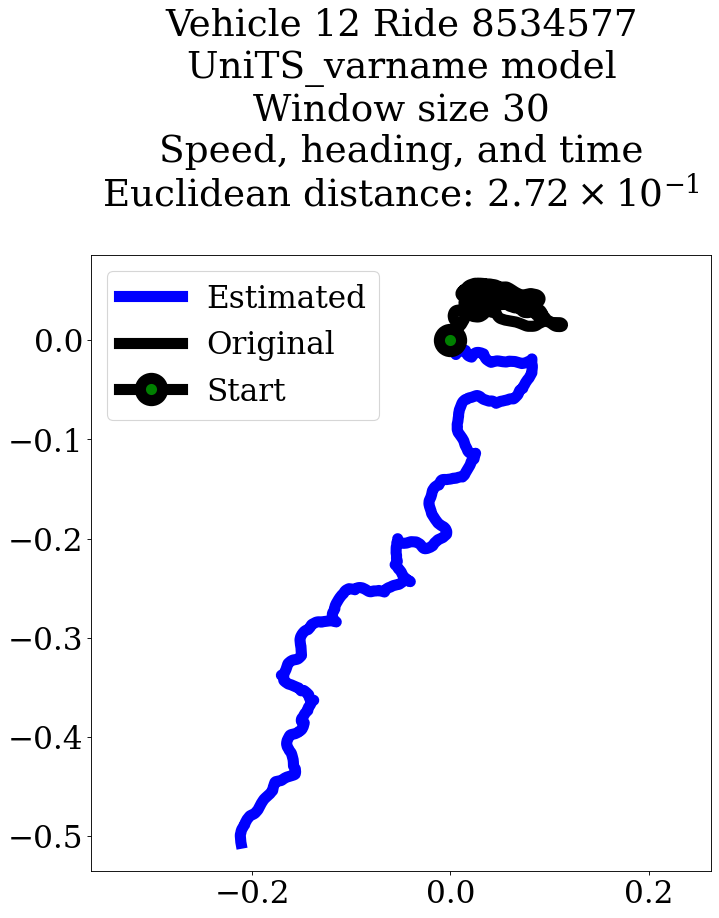 Vehicle 12 Ride 8534577
UniTS_varname model
Window size 30
Speed, heading, and time
Euclidean distance: 2.72 × 10⁻¹
Estimated
Original
Start
0.0
−0.1
−0.2
−0.3
−0.4
−0.5
−0.2 0.0 0.2